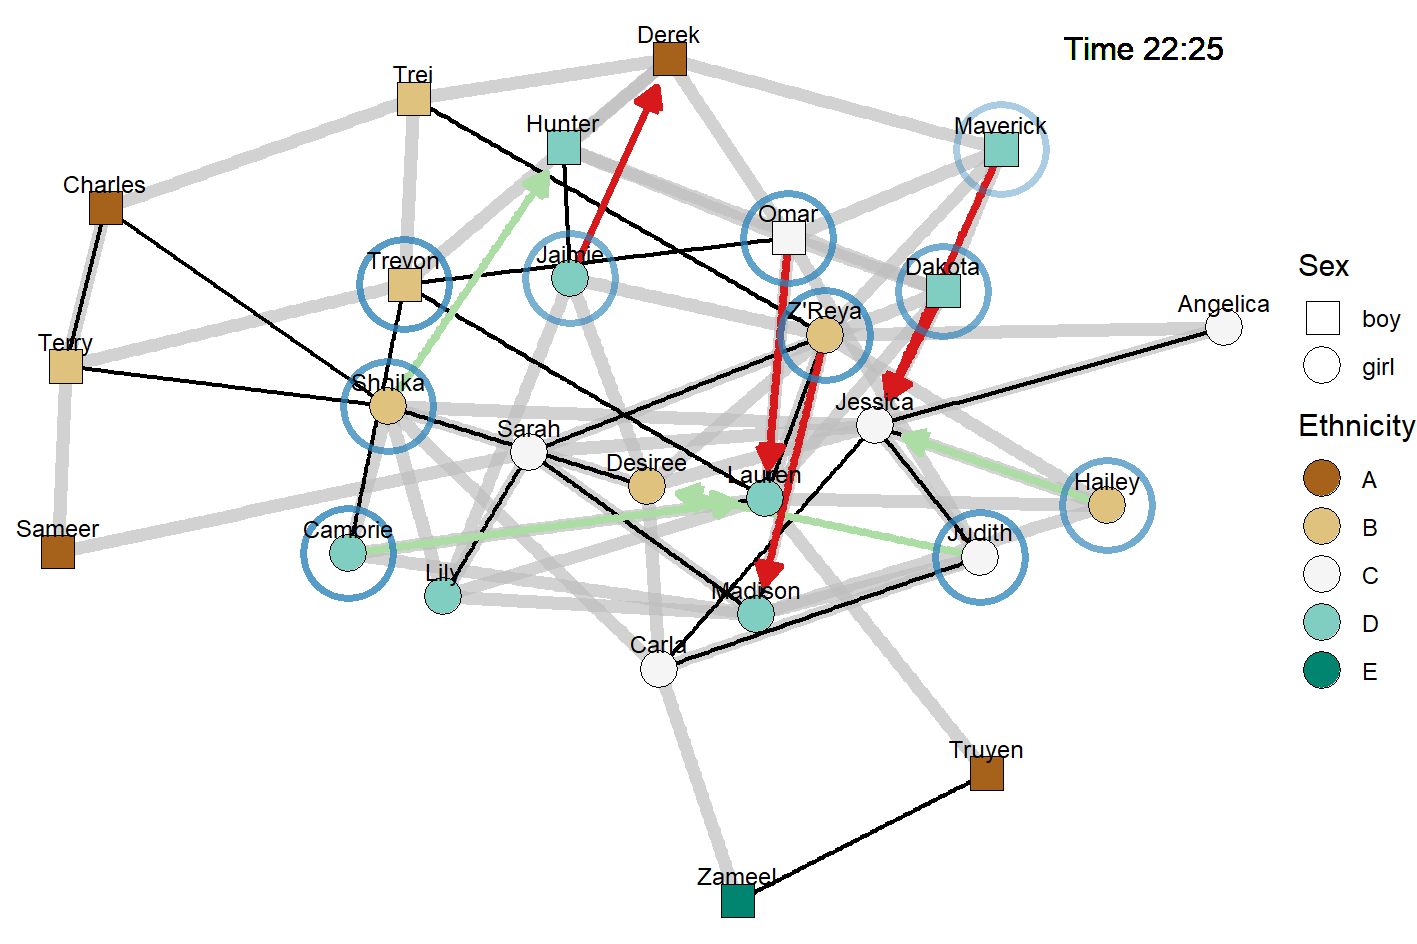 Derek
Time 22:25
Trei
Hunter
Maverick
Charles
Omar
Trevon
Jaimie
Dakota
Sex
Z'Reya
Angelica
boy
Terry
girl
Shnika
Jessica
Ethnicity
Sarah
Desiree
Lauren
Hailey
A
B
Sameer
Cambrie
Judith
C
Lily
Madison
D
Carla
E
Truyen
Zameel